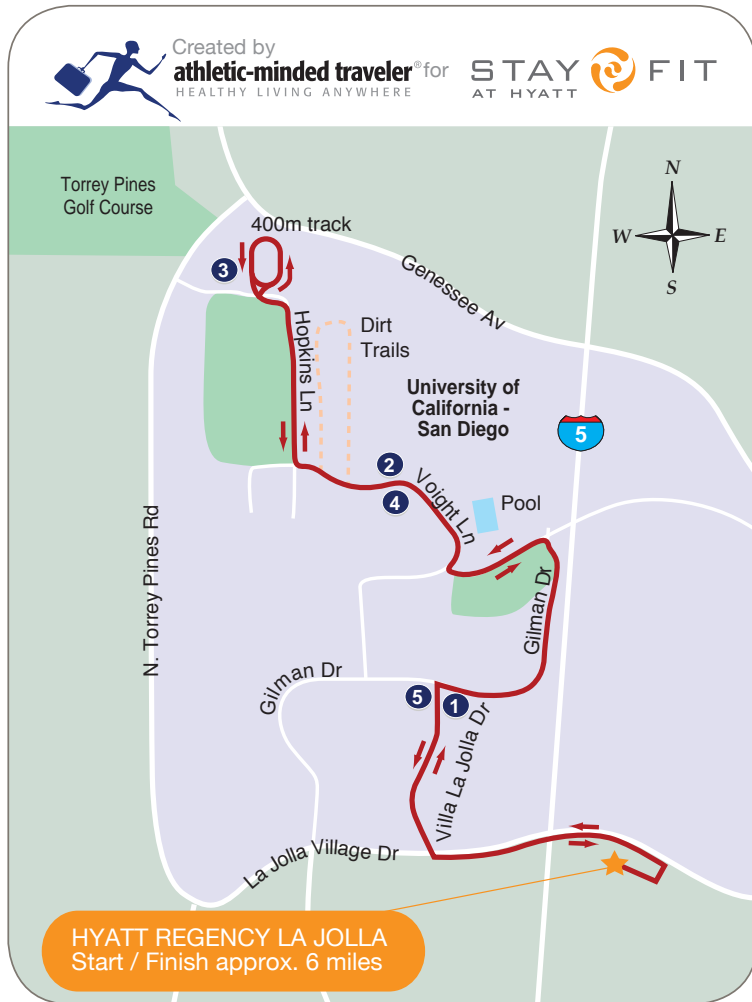 Created by
athletic-minded traveler® for
HEALTHY LIVING ANYWHERE
STAY FIT
AT HYATT
Torrey Pines
Golf Course
400m track
N
W E
S
3
Genessee Av
Hopkins Ln
Dirt
Trails
University of
California -
San Diego
5
2
4
Voight Ln
Pool
N. Torrey Pines Rd
Gilman Dr
Gilman Dr
5
1
Villa La Jolla Dr
La Jolla Village Dr
HYATT REGENCY LA JOLLA
Start / Finish approx. 6 miles